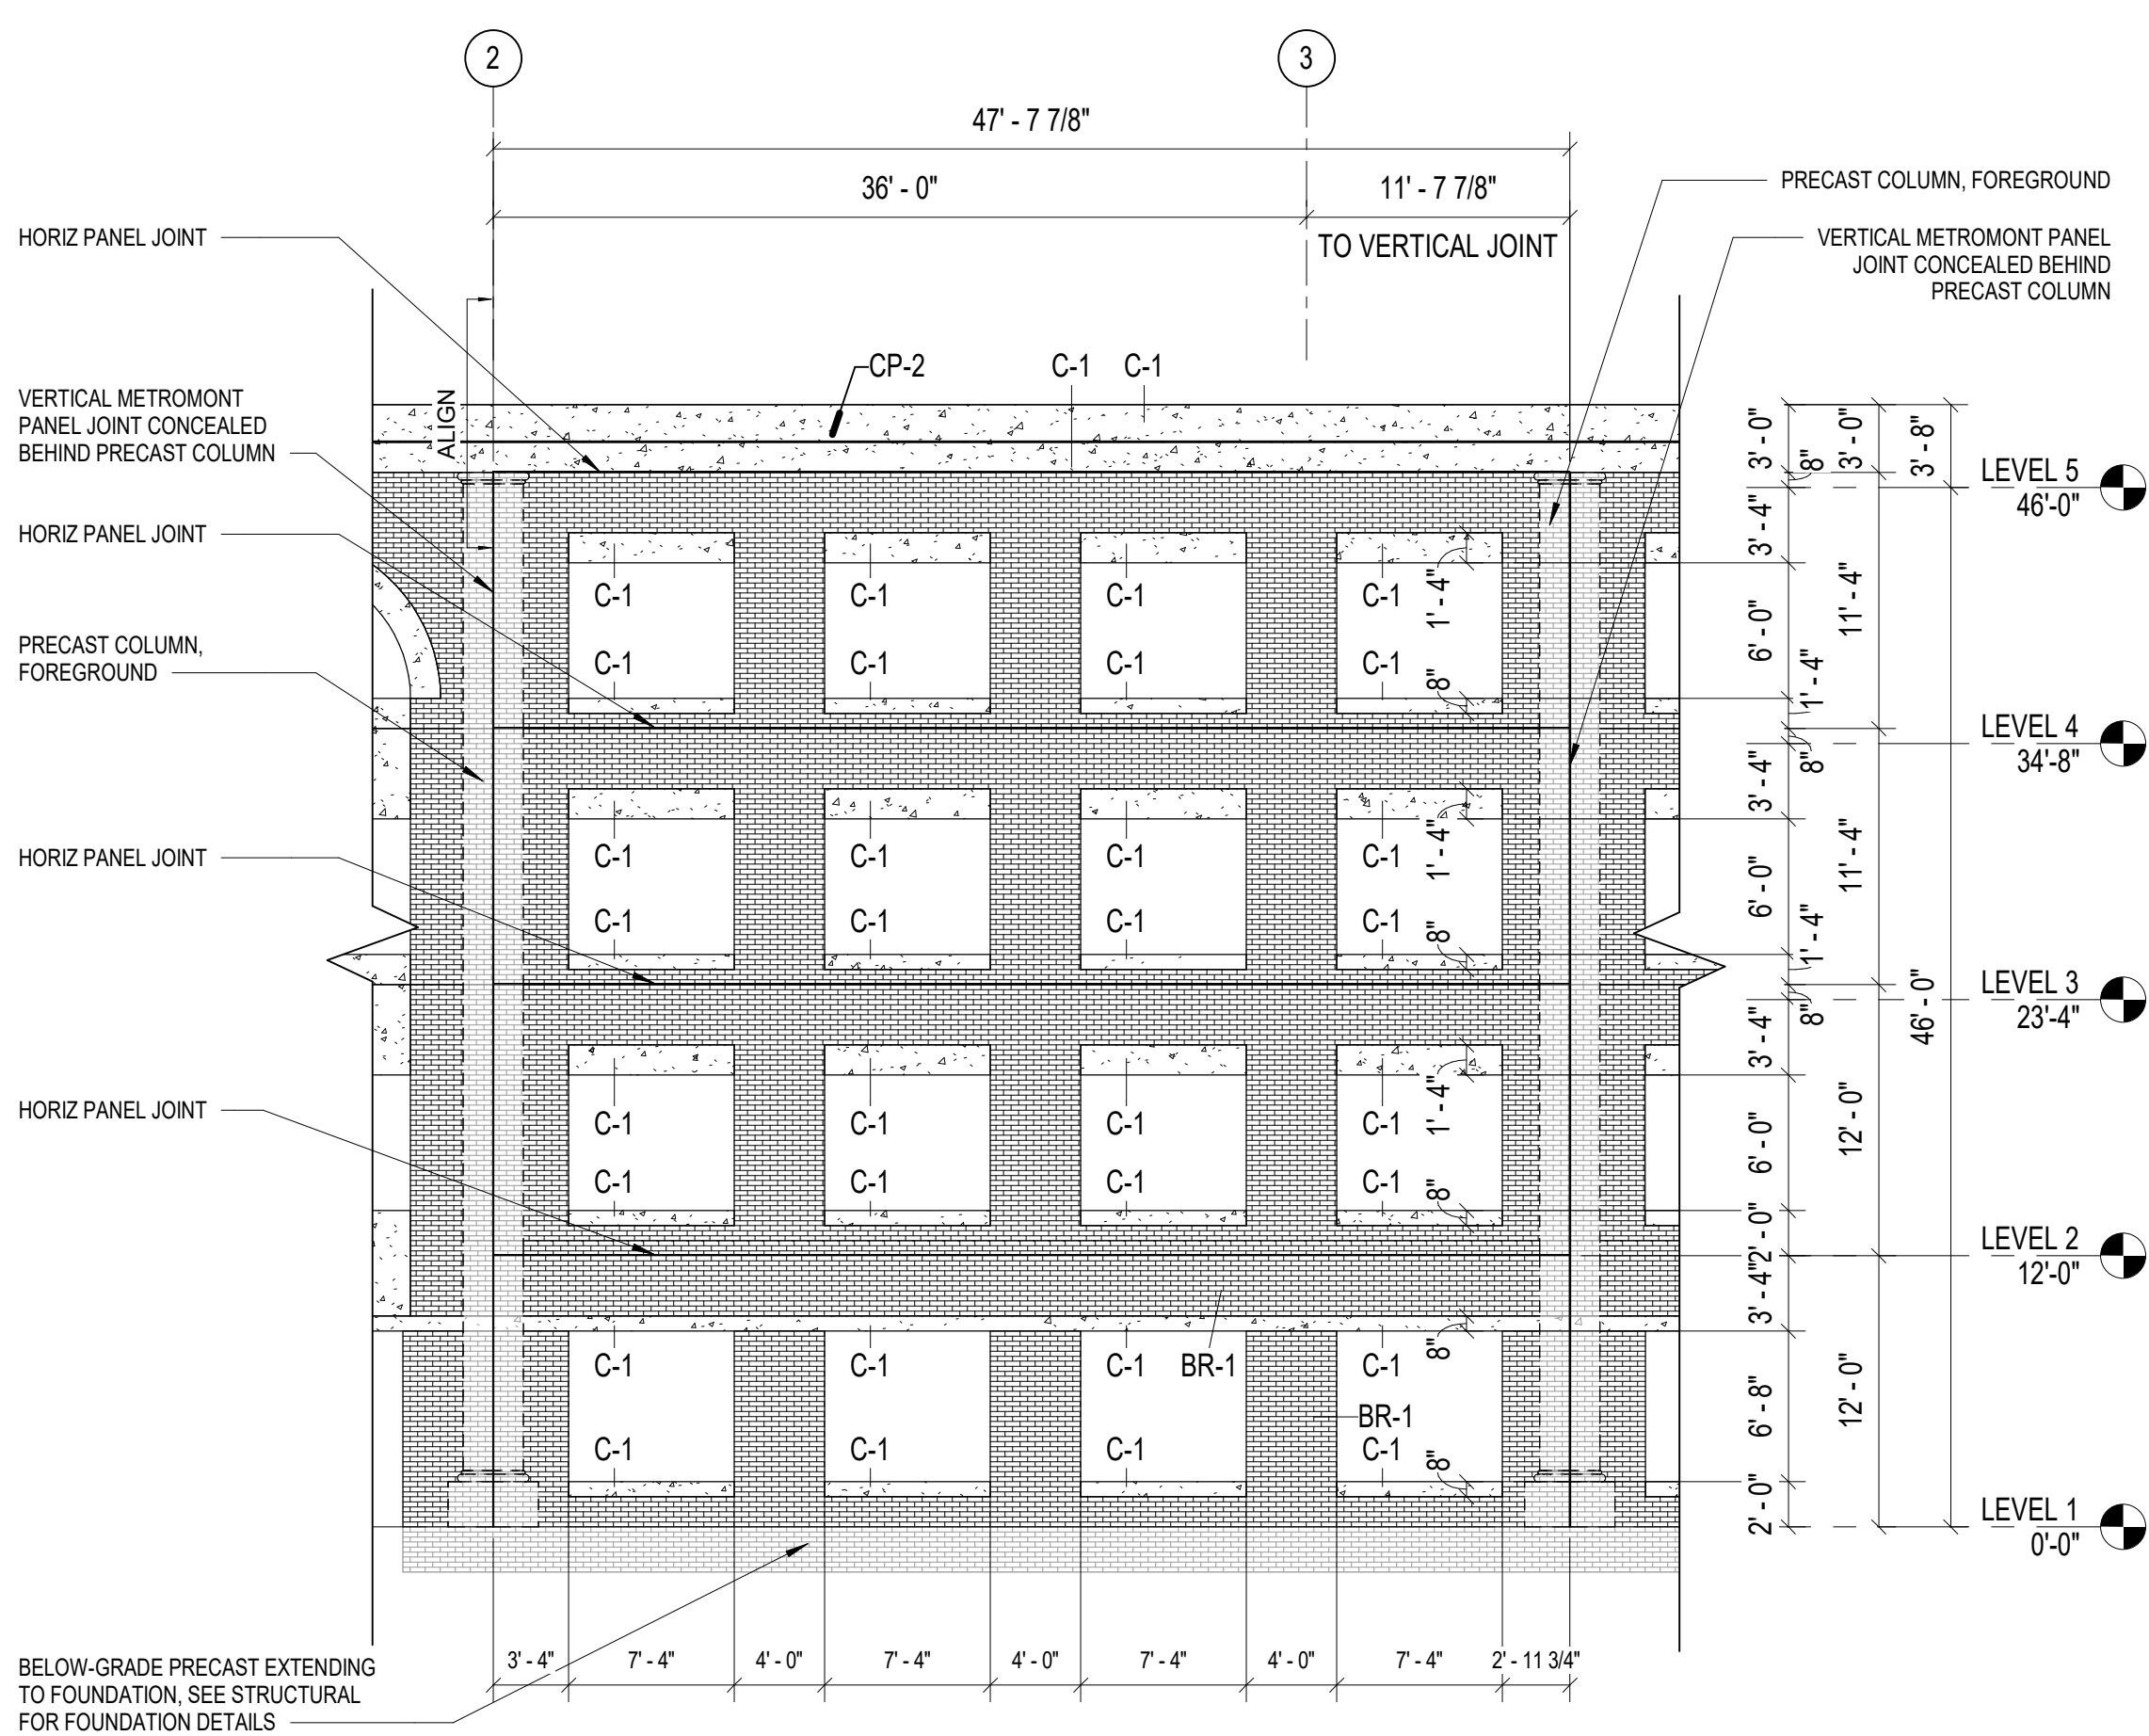 2
3
47' - 7 7/8"
36' - 0"
11' - 7 7/8"
TO VERTICAL JOINT
PRECAST COLUMN, FOREGROUND
VERTICAL METROMONT PANEL
JOINT CONCEALED BEHIND
PRECAST COLUMN
HORIZ PANEL JOINT
VERTICAL METROMONT
PANEL JOINT CONCEALED
BEHIND PRECAST COLUMN
HORIZ PANEL JOINT
PRECAST COLUMN,
FOREGROUND
HORIZ PANEL JOINT
HORIZ PANEL JOINT
BELOW-GRADE PRECAST EXTENDING
TO FOUNDATION, SEE STRUCTURAL
FOR FOUNDATION DETAILS
ALIGN
CP-2
C-1 C-1
C-1 C-1 C-1 C-1
1' - 4"
C-1 C-1 C-1 C-1
8"
C-1 C-1 C-1 C-1
1' - 4"
C-1 C-1 C-1 C-1
8"
C-1 C-1 C-1 C-1
1' - 4"
C-1 C-1 C-1 C-1
8"
C-1 C-1 C-1 BR-1 C-1
8"
BR-1
C-1 C-1 C-1 C-1
8"
3' - 4" 7' - 4" 4' - 0" 7' - 4" 4' - 0" 7' - 4" 4' - 0" 7' - 4" 2' - 11 3/4"
3' - 0"
8"
3' - 4"
6' - 0"
1' - 4"
8"
3' - 4"
6' - 0"
1' - 4"
8"
3' - 4"
6' - 0"
2' - 0"
3' - 4"
6' - 8"
2' - 0"
3' - 0"
11' - 4"
11' - 4"
12' - 0"
12' - 0"
3' - 8"
46' - 0"
LEVEL 5
46'-0"
LEVEL 4
34'-8"
LEVEL 3
23'-4"
LEVEL 2
12'-0"
LEVEL 1
0'-0"